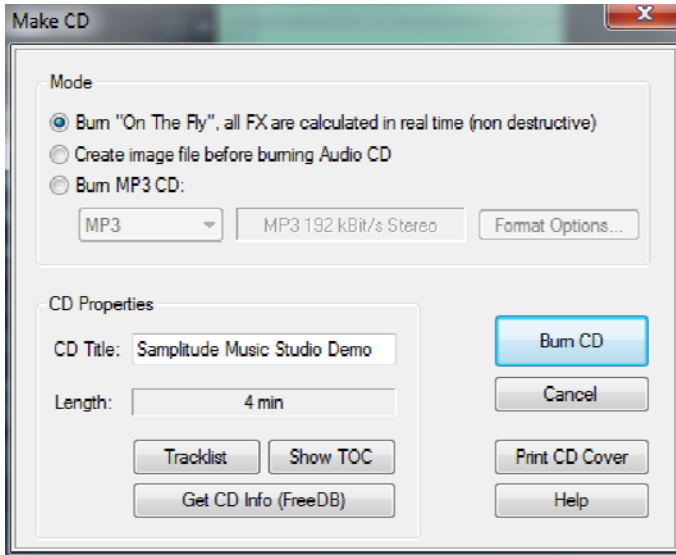 Make CD
x
Mode
Burn "On The Fly", all FX are calculated in real time (non destructive)
Create image file before burning Audio CD
Burn MP3 CD:
MP3
MP3 192 kBit/s Stereo
Format Options...
CD Properties
CD Title:
Samplitude Music Studio Demo
Length:
4 min
Tracklist
Show TOC
Get CD Info (FreeDB)
Burn CD
Cancel
Print CD Cover
Help